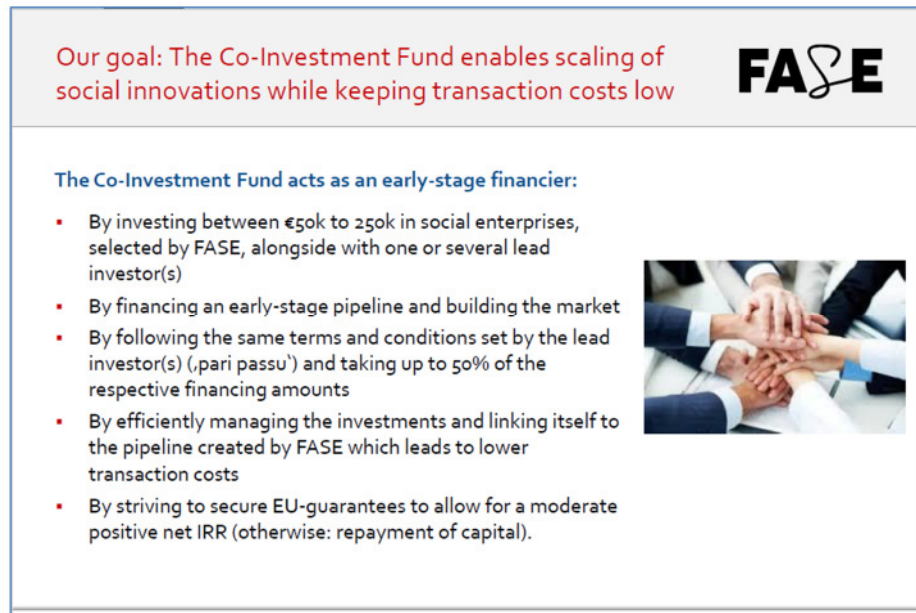 Our goal: The Co-Investment Fund enables scaling of
social innovations while keeping transaction costs low
FASE
The Co-Investment Fund acts as an early-stage financier:
▪ By investing between €50k to 250k in social enterprises,
selected by FASE, alongside with one or several lead
investor(s)
▪ By financing an early-stage pipeline and building the market
▪ By following the same terms and conditions set by the lead
investor(s) (‚pari passu‘) and taking up to 50% of the
respective financing amounts
▪ By efficiently managing the investments and linking itself to
the pipeline created by FASE which leads to lower
transaction costs
▪ By striving to secure EU-guarantees to allow for a moderate
positive net IRR (otherwise: repayment of capital).